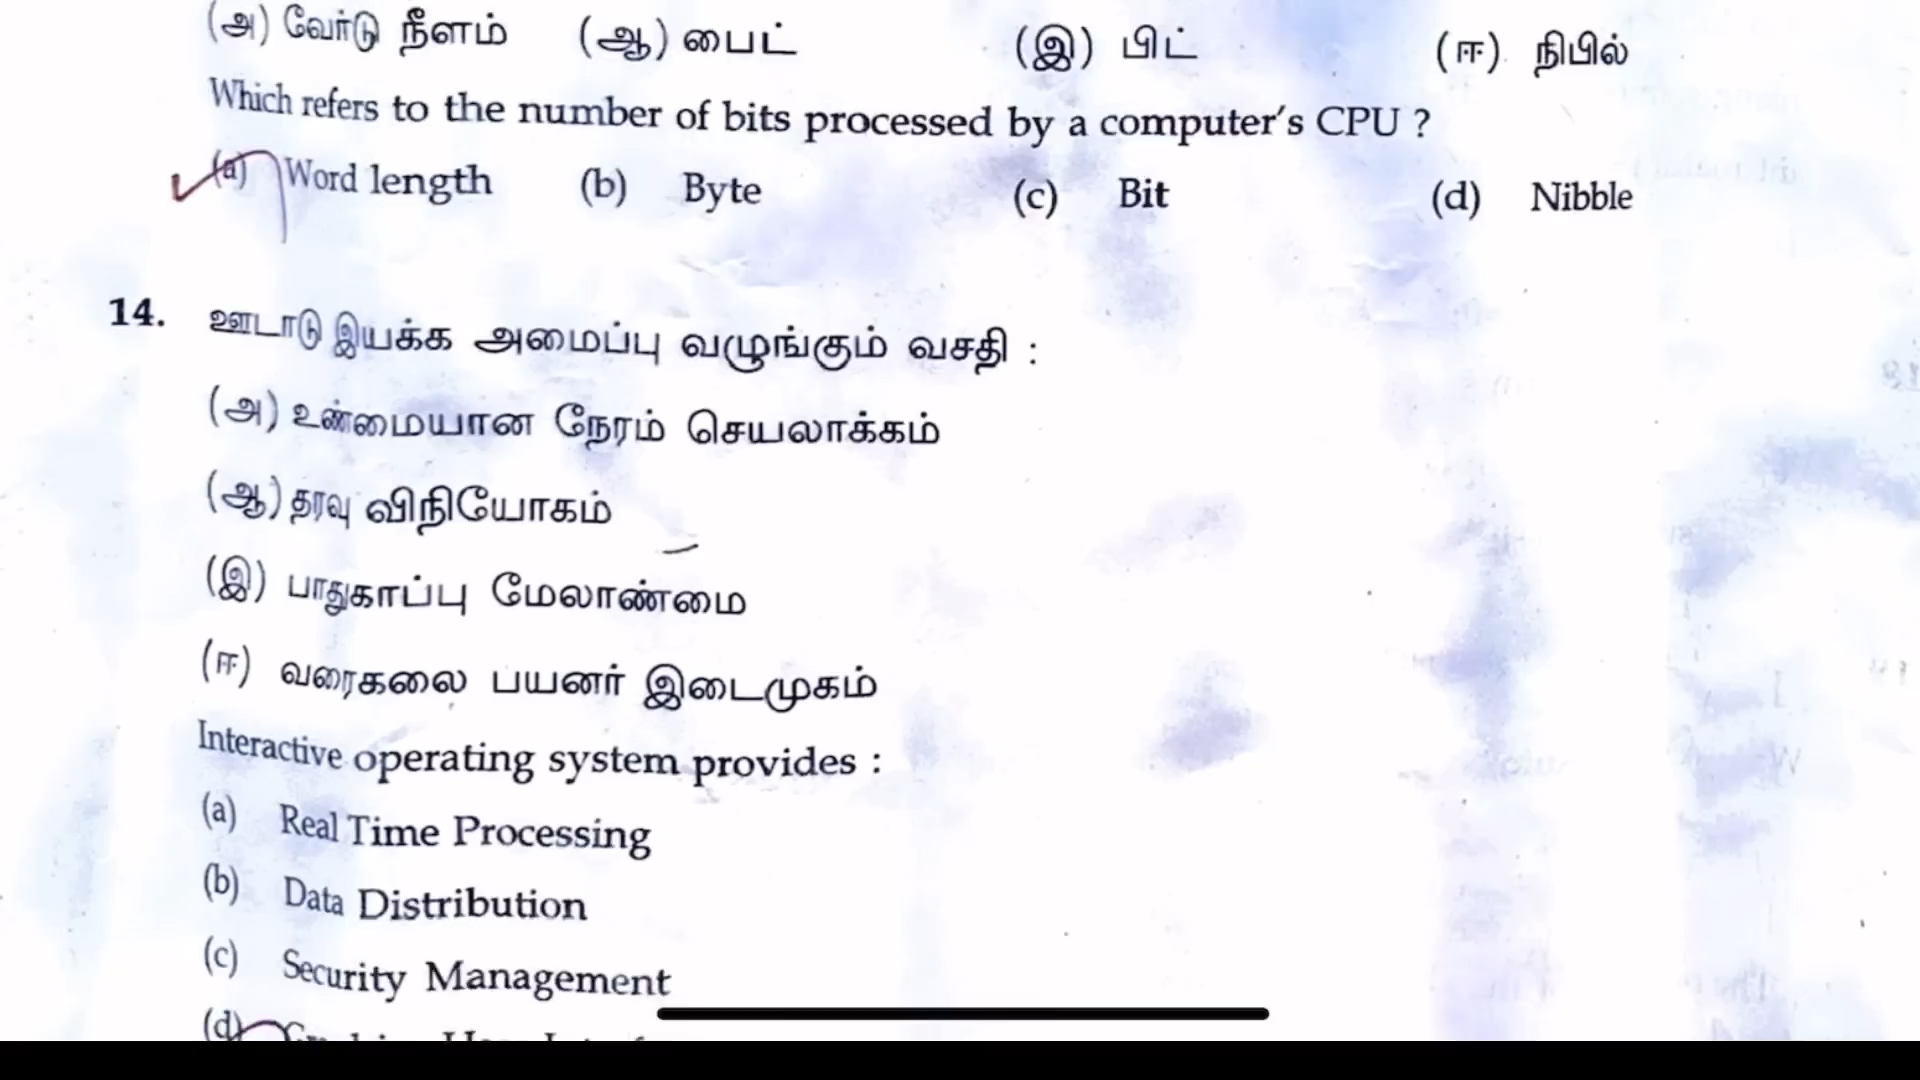 (அ) வேர்டு நீளம் (ஆ) பைட் (இ) பிட் (ஈ) நிபில்
Which refers to the number of bits processed by a computer's CPU ?
(a) Word length (b) Byte (c) Bit (d) Nibble
14. ஊடாடு இயக்க அமைப்பு வழுங்கும் வசதி :
(அ) உண்மையான நேரம் செயலாக்கம்
(ஆ) தரவு விநியோகம்
(இ) பாதுகாப்பு மேலாண்மை
(ஈ) வரைகலை பயனர் இடைமுகம்
Interactive operating system provides :
(a) Real Time Processing
(b) Data Distribution
(c) Security Management
(d)